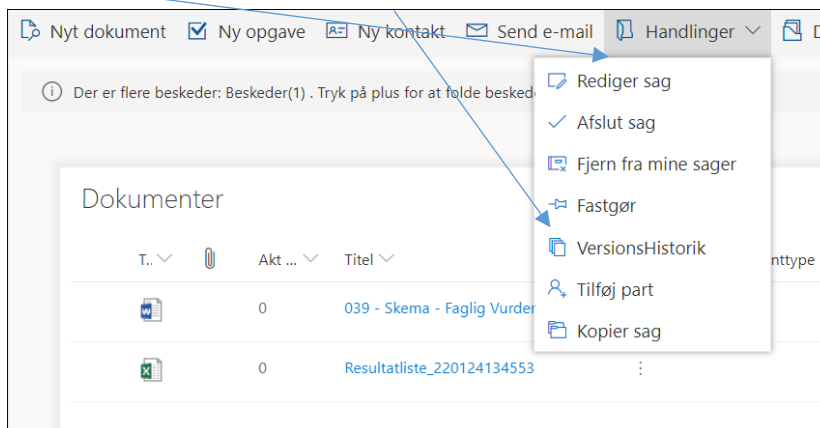 Nyt dokument Ny opgave Ny kontakt Send e-mail Handlinger D
Der er flere beskeder: Beskeder(1) . Tryk på plus for at folde besked
Rediger sag
Afslut sag
Fjern fra mine sager
Fastgør
VersionsHistorik
Tilføj part
Kopier sag
Dokumenter
T.. Akt ... Titel nttype
0 039 - Skema - Faglig Vurder
0 Resultatliste_220124134553